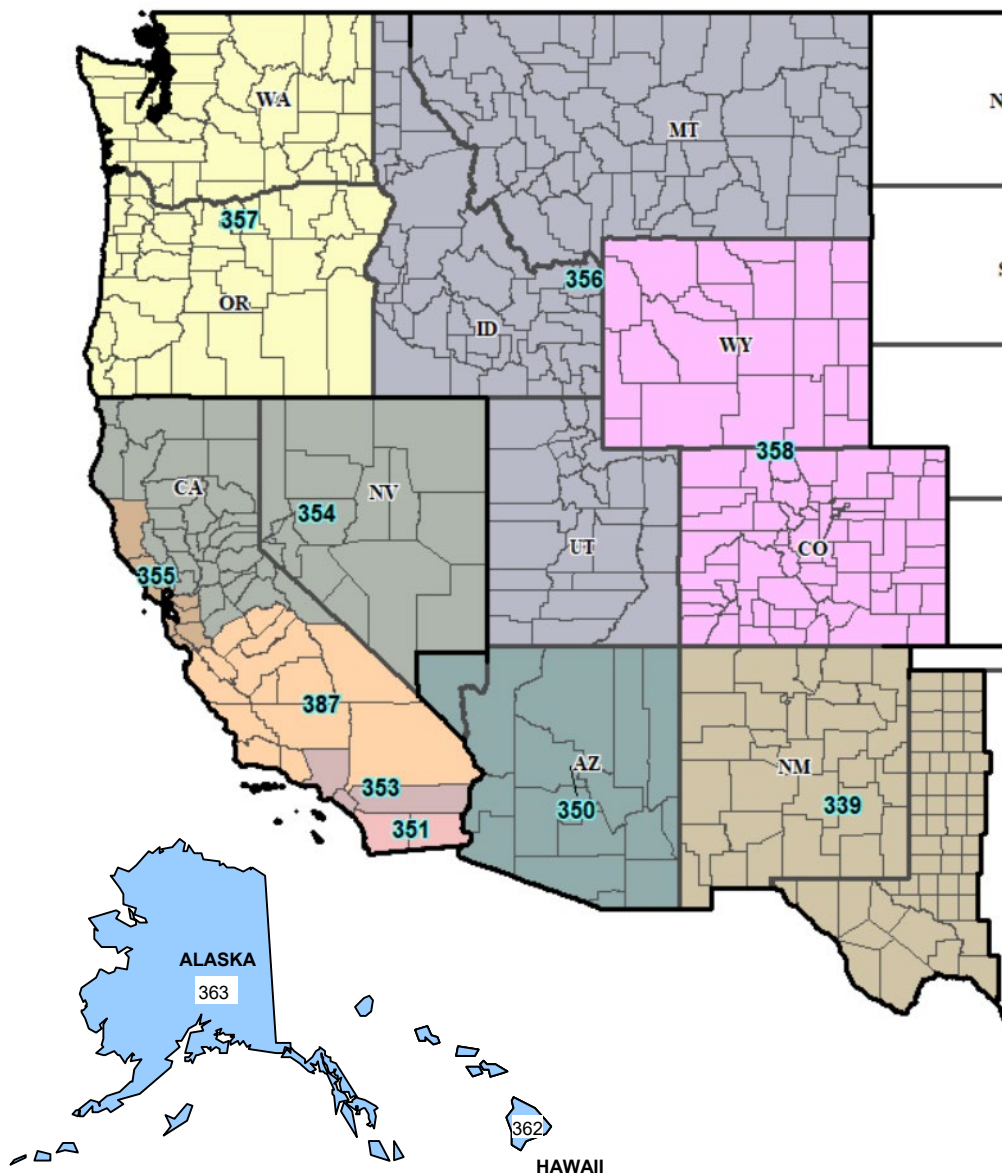 N
WA
MT
357
S
356
OR
ID
WY
358
CA
NV
354
UT
CO
355
387
AZ
NM
353
350
339
351
ALASKA
363
362
HAWAII